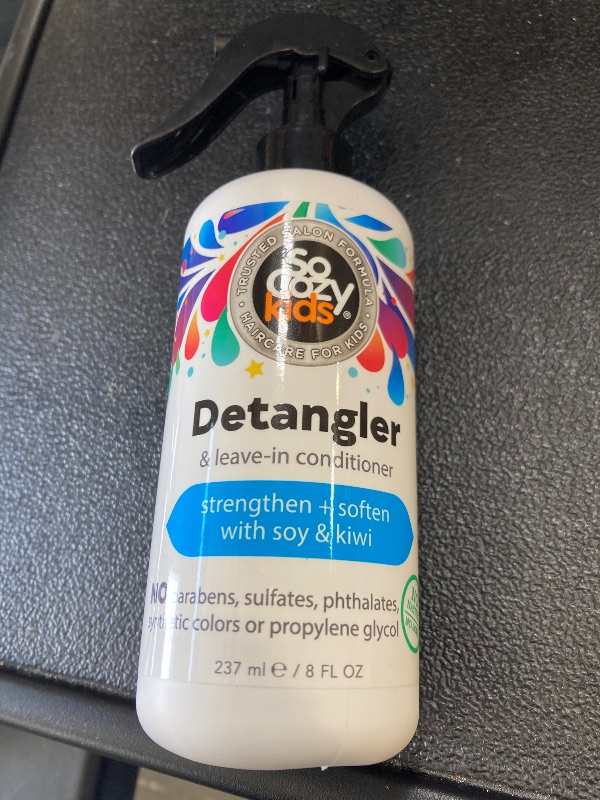 TRUSTED SALON FORMULA
So
Cozy
kids®
HAIRCARE FOR KIDS
Detangler
& leave-in conditioner
strengthen + soften
with soy & kiwi
NO parabens, sulfates, phthalates,
synthetic colors or propylene glycol
237 ml ℮ / 8 FL OZ